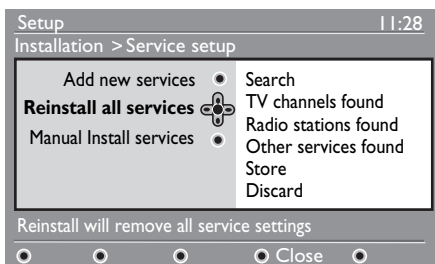 Setup 11:28
Installation > Service setup
Add new services
Reinstall all services
Manual Install services
Search
TV channels found
Radio stations found
Other services found
Store
Discard
Reinstall will remove all service settings
Close